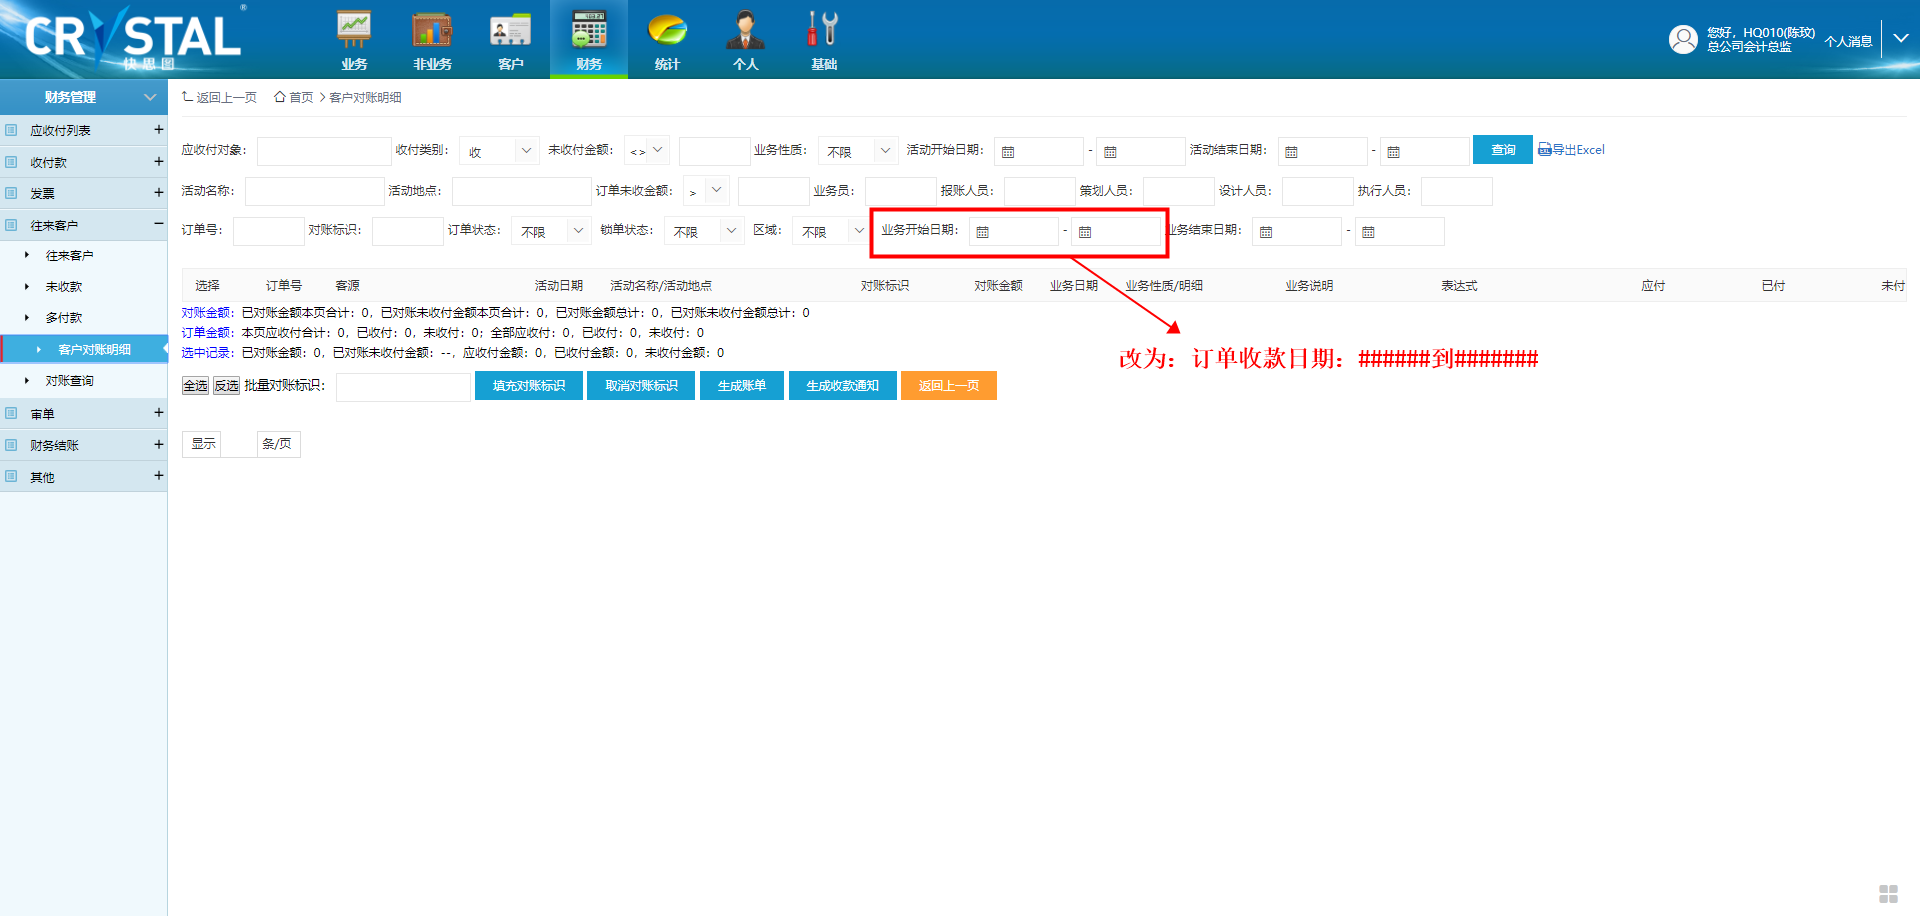 CRYSTAL ®
快思图
业务 非业务 客户 财务 统计 个人 基础
您好，HQ010(陈玟)
总公司会计总监
个人消息
财务管理
应收付列表 +
收付款 +
发票 +
往来客户 −
往来客户
未收款
多付款
客户对账明细
对账查询
审单 +
财务结账 +
其他 +
返回上一页 首页 > 客户对账明细
应收付对象： 收付类别： 收 未收付金额： <> 业务性质： 不限 活动开始日期： - 活动结束日期： - 查询 导出Excel
活动名称： 活动地点： 订单未收金额： > 业务员： 报账人员： 策划人员： 设计人员： 执行人员：
订单号： 对账标识： 订单状态： 不限 锁单状态： 不限 区域： 不限 业务开始日期： - 业务结束日期： -
选择 订单号 客源 活动日期 活动名称/活动地点 对账标识 对账金额 业务日期 业务性质/明细 业务说明 表达式 应付 已付 未付
对账金额：已对账金额本页合计：0，已对账未收付金额本页合计：0，已对账金额总计：0，已对账未收付金额总计：0
订单金额：本页应收付合计：0，已收付：0，未收付：0；全部应收付：0，已收付：0，未收付：0
选中记录：已对账金额：0，已对账未收付金额：--，应收付金额：0，已收付金额：0，未收付金额：0
改为：订单收款日期：######到#######
全选 反选 批量对账标识： 填充对账标识 取消对账标识 生成账单 生成收款通知 返回上一页
显示 条/页